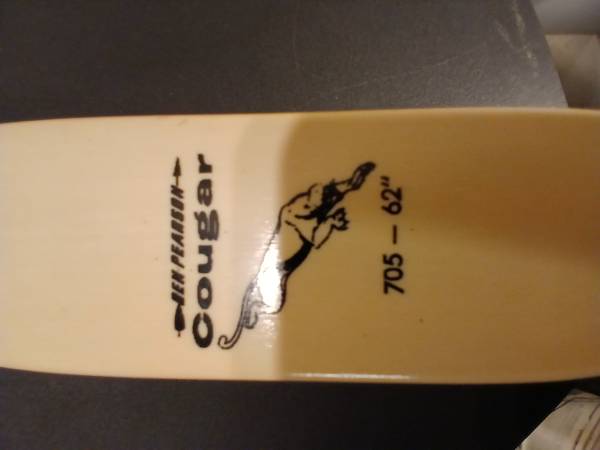 BEN PEARSON
Cougar
705 – 62"